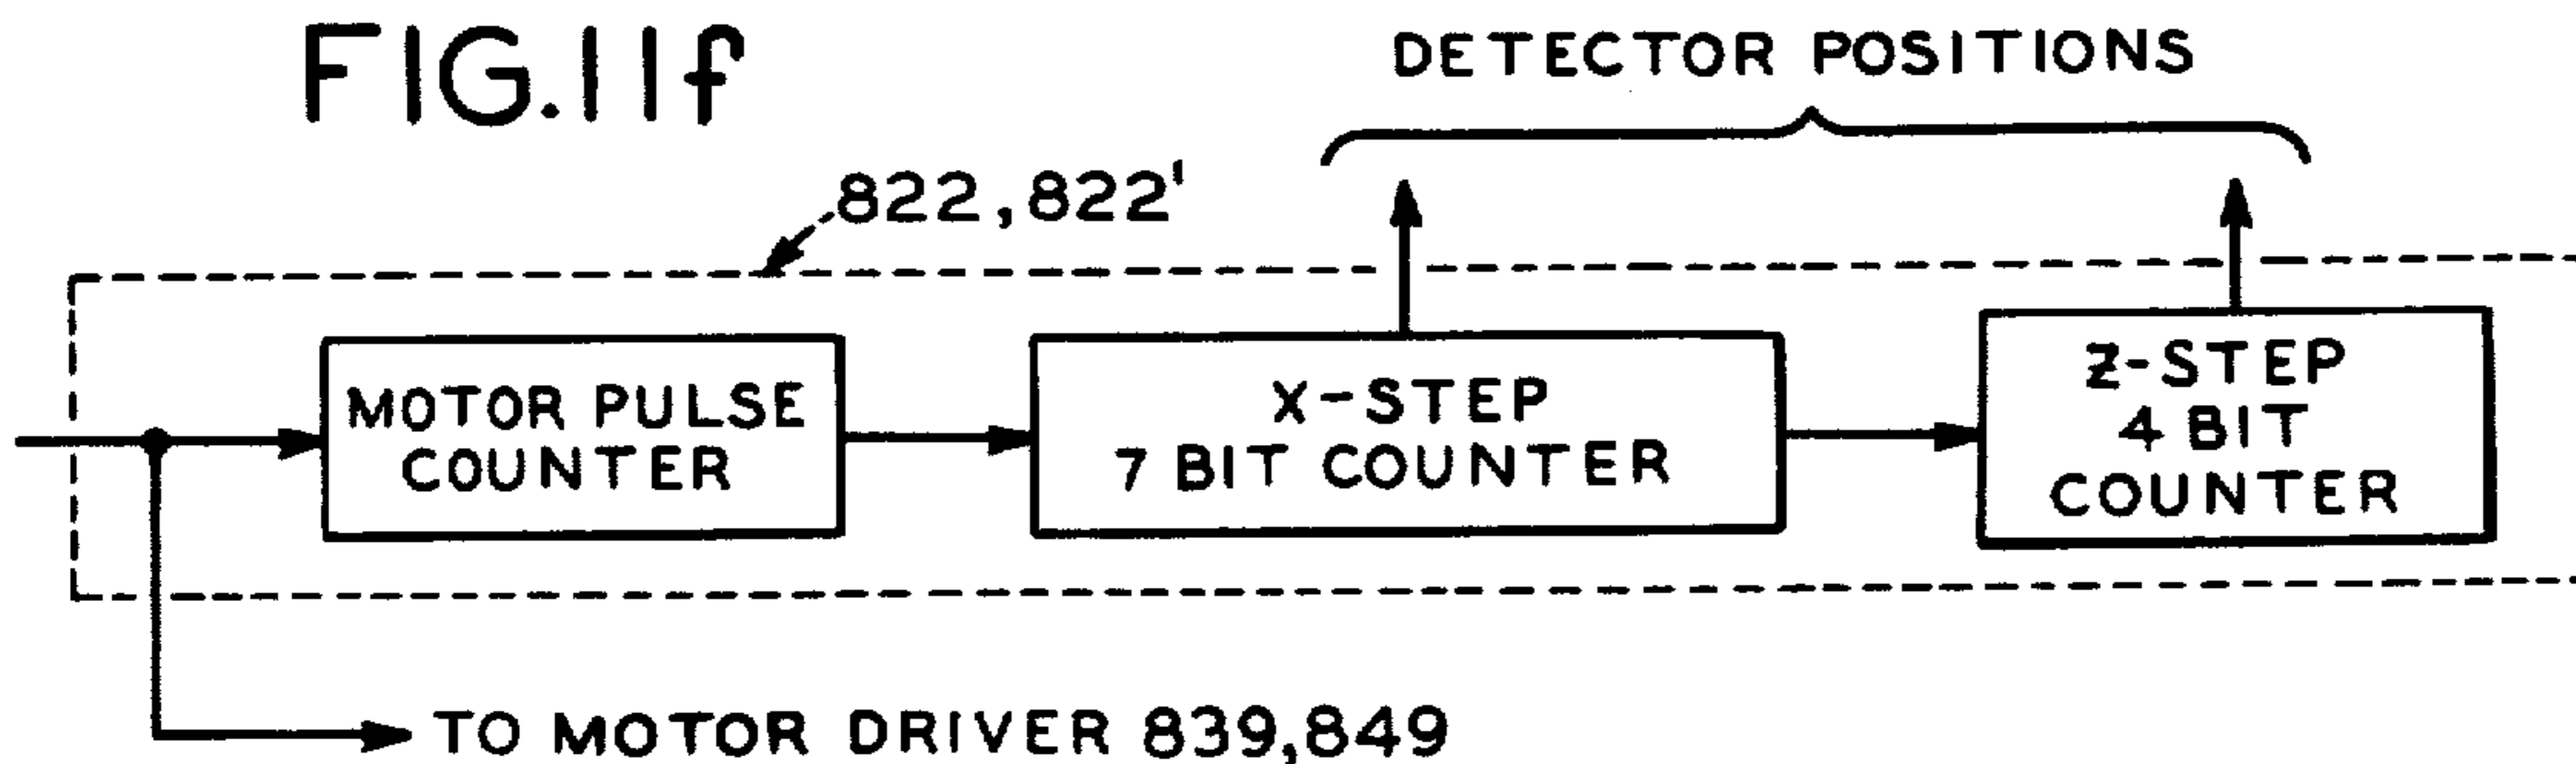 FIG.11f
DETECTOR POSITIONS
822,822'
MOTOR PULSE
COUNTER
X-STEP
7 BIT COUNTER
Z-STEP
4 BIT
COUNTER
TO MOTOR DRIVER 839,849